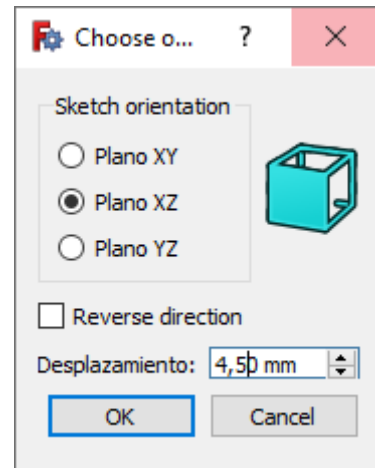 Choose o... ?
Sketch orientation
Plano XY
Plano XZ
Plano YZ
Reverse direction
Desplazamiento: 4,50 mm
OK Cancel